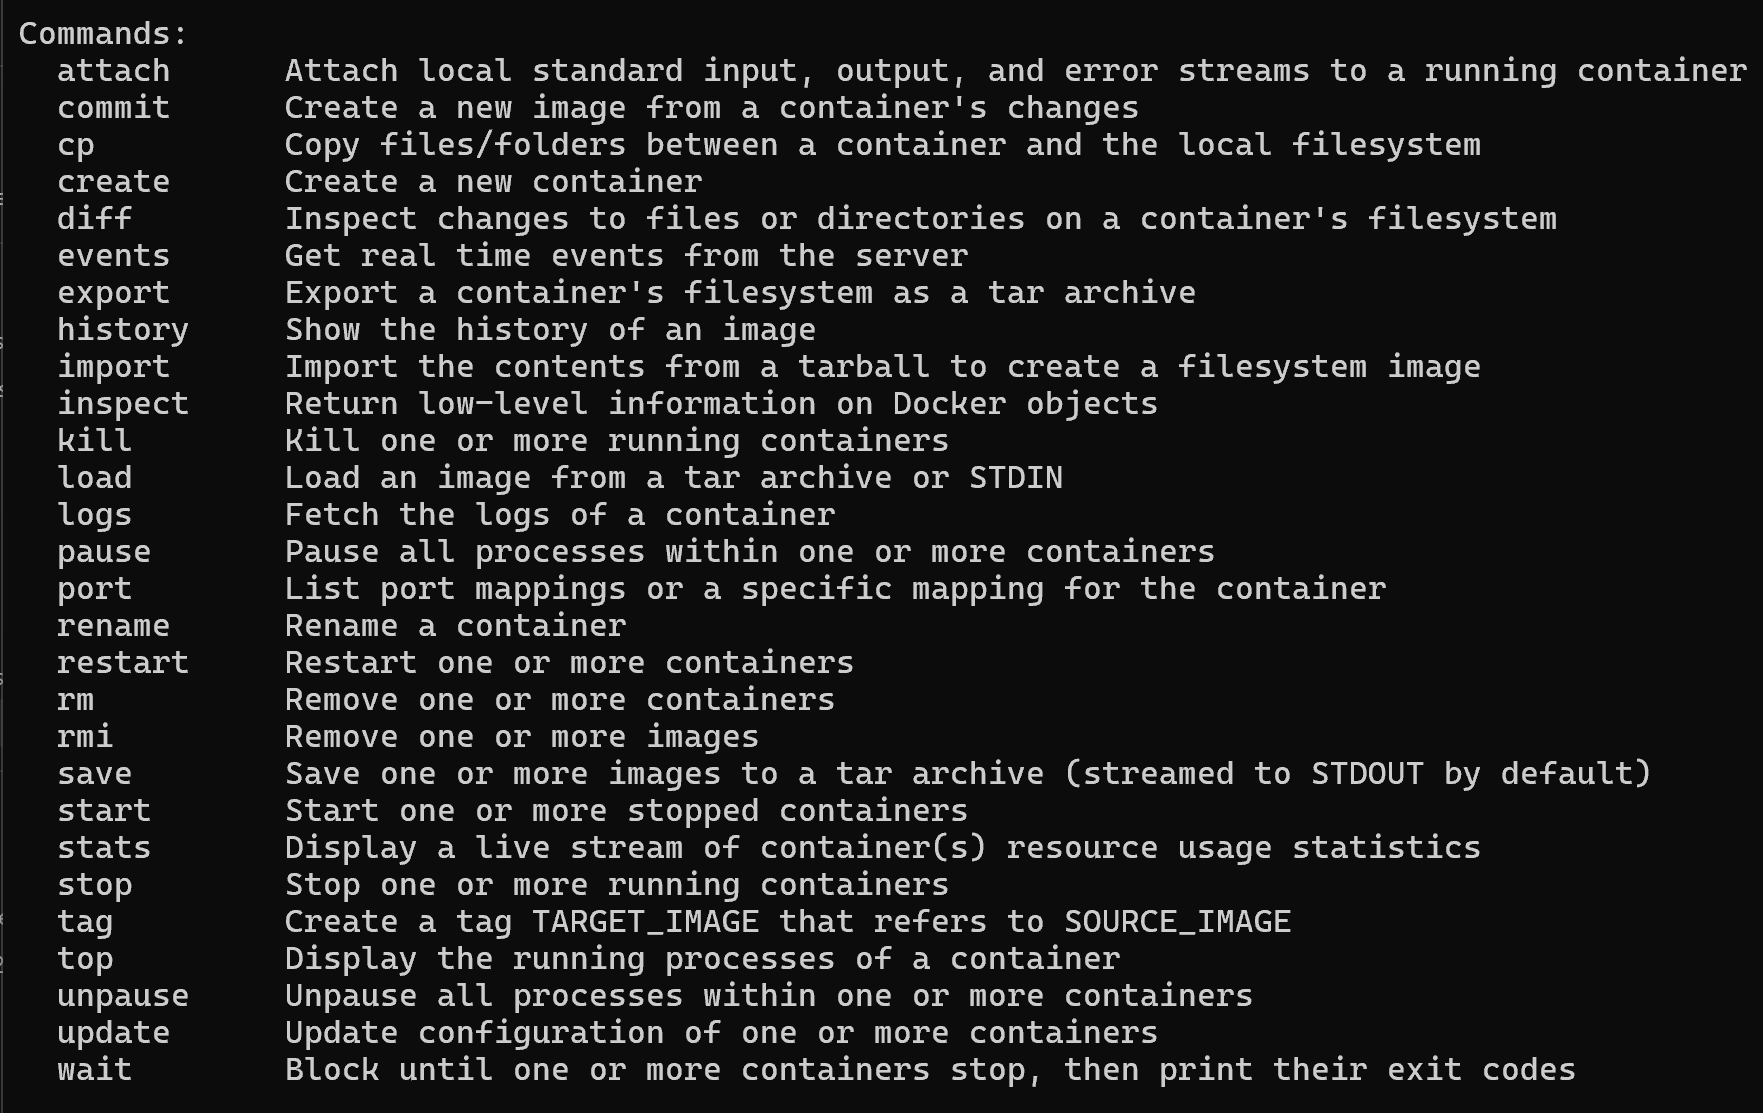 Commands:
  attach      Attach local standard input, output, and error streams to a running container
  commit      Create a new image from a container's changes
  cp          Copy files/folders between a container and the local filesystem
  create      Create a new container
  diff        Inspect changes to files or directories on a container's filesystem
  events      Get real time events from the server
  export      Export a container's filesystem as a tar archive
  history     Show the history of an image
  import      Import the contents from a tarball to create a filesystem image
  inspect     Return low-level information on Docker objects
  kill        Kill one or more running containers
  load        Load an image from a tar archive or STDIN
  logs        Fetch the logs of a container
  pause       Pause all processes within one or more containers
  port        List port mappings or a specific mapping for the container
  rename      Rename a container
  restart     Restart one or more containers
  rm          Remove one or more containers
  rmi         Remove one or more images
  save        Save one or more images to a tar archive (streamed to STDOUT by default)
  start       Start one or more stopped containers
  stats       Display a live stream of container(s) resource usage statistics
  stop        Stop one or more running containers
  tag         Create a tag TARGET_IMAGE that refers to SOURCE_IMAGE
  top         Display the running processes of a container
  unpause     Unpause all processes within one or more containers
  update      Update configuration of one or more containers
  wait        Block until one or more containers stop, then print their exit codes